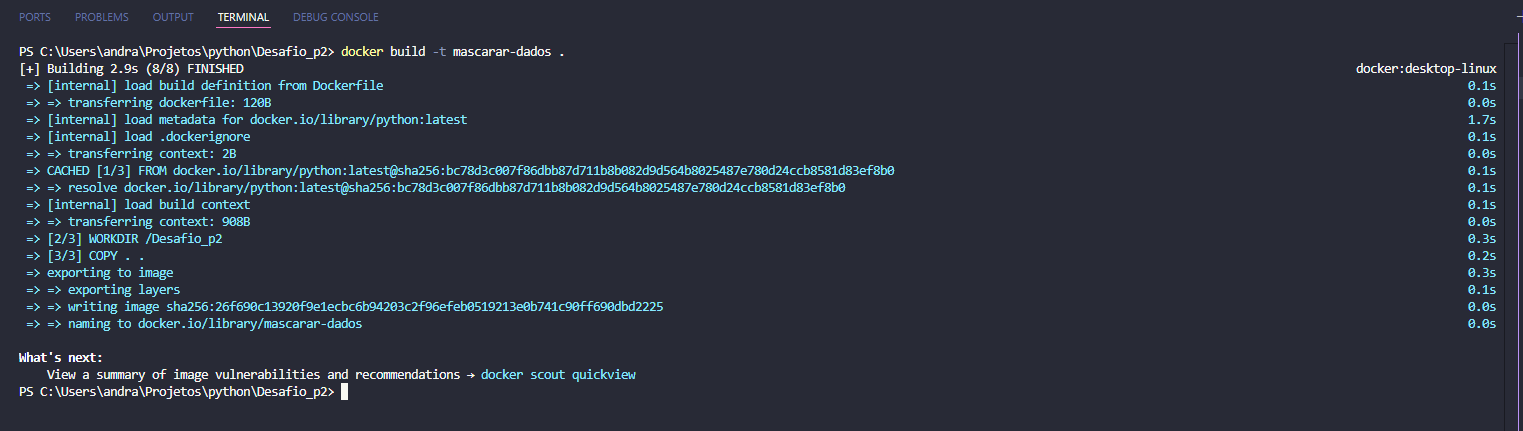 PORTS PROBLEMS OUTPUT TERMINAL DEBUG CONSOLE
PS C:\Users\andra\Projetos\python\Desafio_p2> docker build -t mascarar-dados .
[+] Building 2.9s (8/8) FINISHED docker:desktop-linux
=> [internal] load build definition from Dockerfile 0.1s
=> => transferring dockerfile: 120B 0.0s
=> [internal] load metadata for docker.io/library/python:latest 1.7s
=> [internal] load .dockerignore 0.1s
=> => transferring context: 2B 0.0s
=> CACHED [1/3] FROM docker.io/library/python:latest@sha256:bc78d3c007f86dbb87d711b8b082d9d564b8025487e780d24ccb8581d83ef8b0 0.1s
=> => resolve docker.io/library/python:latest@sha256:bc78d3c007f86dbb87d711b8b082d9d564b8025487e780d24ccb8581d83ef8b0 0.1s
=> [internal] load build context 0.1s
=> => transferring context: 908B 0.0s
=> [2/3] WORKDIR /Desafio_p2 0.3s
=> [3/3] COPY . . 0.2s
=> exporting to image 0.3s
=> => exporting layers 0.1s
=> => writing image sha256:26f690c13920f9e1ecbc6b94203c2f96efeb0519213e0b741c90ff690dbd2225 0.0s
=> => naming to docker.io/library/mascarar-dados 0.0s
What's next:
View a summary of image vulnerabilities and recommendations → docker scout quickview
PS C:\Users\andra\Projetos\python\Desafio_p2>